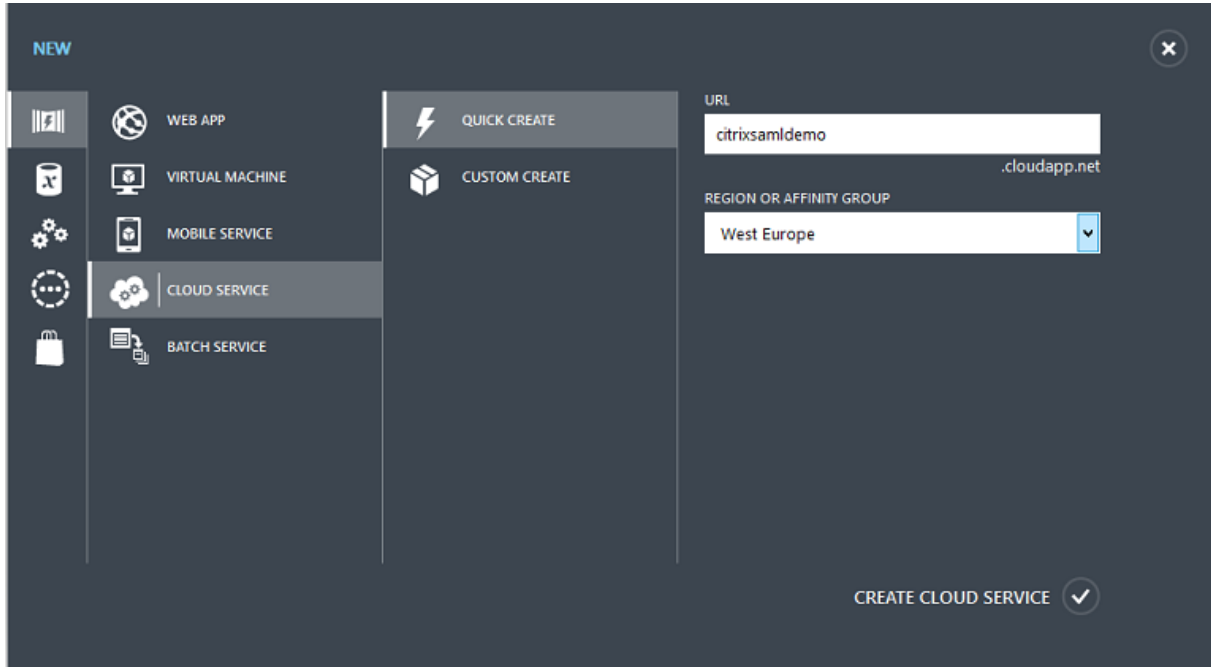 NEW
WEB APP
VIRTUAL MACHINE
MOBILE SERVICE
CLOUD SERVICE
BATCH SERVICE
QUICK CREATE
CUSTOM CREATE
URL
citrixsamldemo
.cloudapp.net
REGION OR AFFINITY GROUP
West Europe
CREATE CLOUD SERVICE